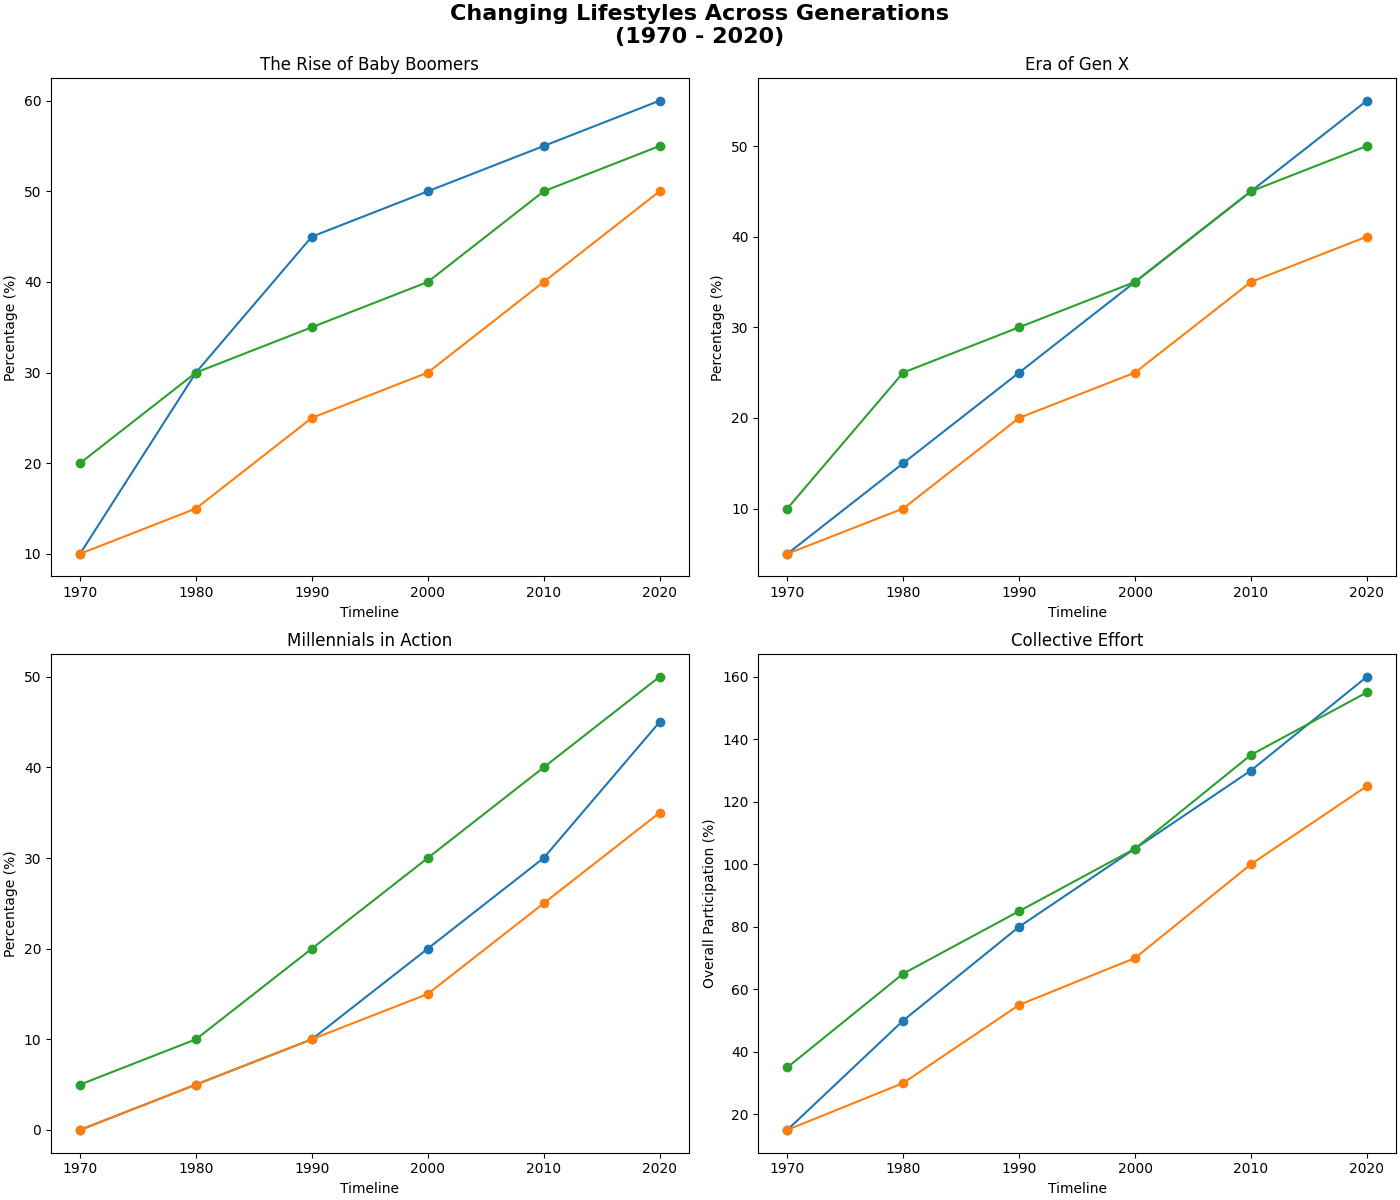 Changing Lifestyles Across Generations
(1970 - 2020)
The Rise of Baby Boomers
Percentage (%)
60
50
40
30
20
10
1970 1980 1990 2000 2010 2020
Timeline
Era of Gen X
Percentage (%)
50
40
30
20
10
1970 1980 1990 2000 2010 2020
Timeline
Millennials in Action
Percentage (%)
50
40
30
20
10
0
1970 1980 1990 2000 2010 2020
Timeline
Collective Effort
Overall Participation (%)
160
140
120
100
80
60
40
20
1970 1980 1990 2000 2010 2020
Timeline